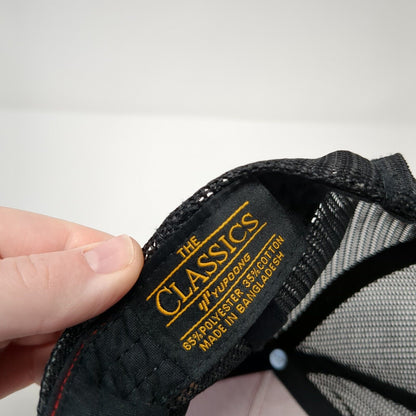 THE
CLASSICS
YUPOONG
65%POLYESTER 35%COTTON
MADE IN BANGLADESH